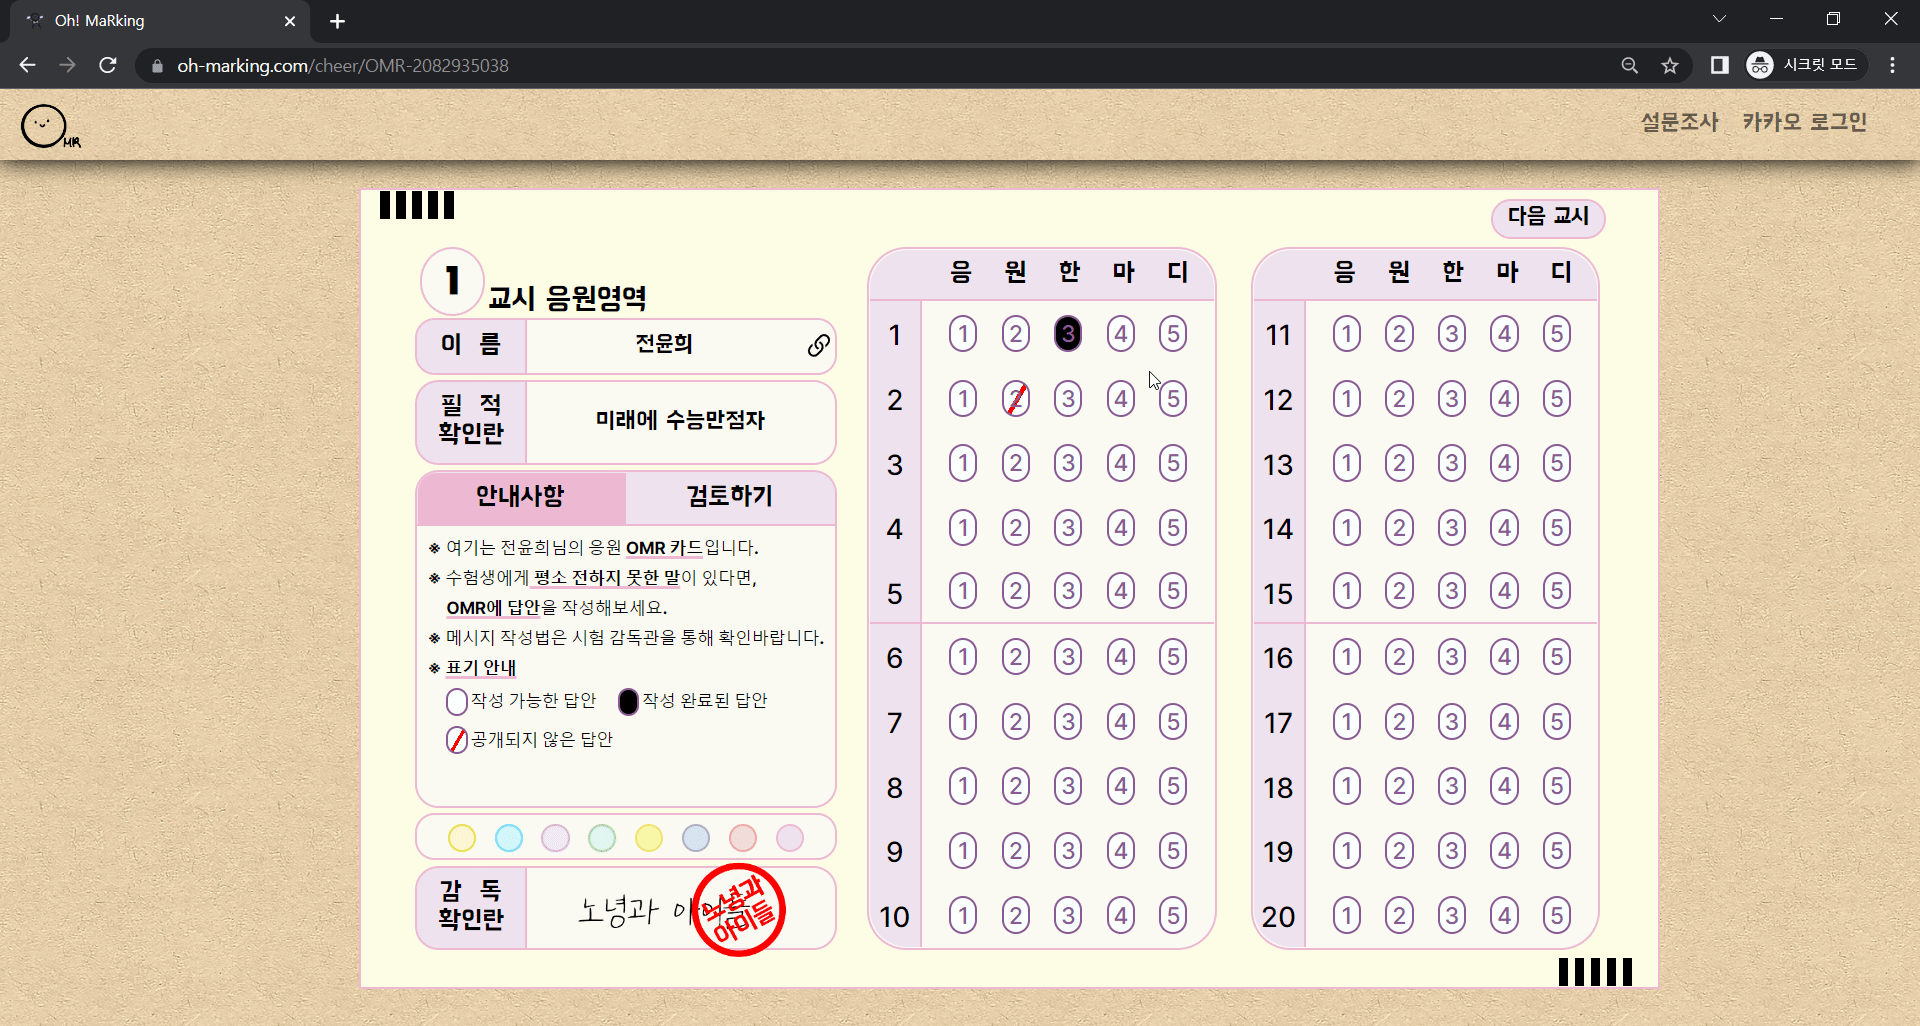 Oh! MaRking
oh-marking.com/cheer/OMR-2082935038
시크릿 모드
MR
설문조사 카카오 로그인
다음 교시
1 교시 응원영역
이 름 전윤희
필 적
확인란
미래에 수능만점자
안내사항 검토하기
※ 여기는 전윤희님의 응원 OMR 카드입니다.
※ 수험생에게 평소 전하지 못한 말이 있다면,
OMR에 답안을 작성해보세요.
※ 메시지 작성법은 시험 감독관을 통해 확인바랍니다.
※ 표기 안내
작성 가능한 답안 작성 완료된 답안
공개되지 않은 답안
감 독
확인란
노녕과 아이들
노녕과
아이들
응 원 한 마 디
1 1 2 3 4 5
2 1 2 3 4 5
3 1 2 3 4 5
4 1 2 3 4 5
5 1 2 3 4 5
6 1 2 3 4 5
7 1 2 3 4 5
8 1 2 3 4 5
9 1 2 3 4 5
10 1 2 3 4 5
응 원 한 마 디
11 1 2 3 4 5
12 1 2 3 4 5
13 1 2 3 4 5
14 1 2 3 4 5
15 1 2 3 4 5
16 1 2 3 4 5
17 1 2 3 4 5
18 1 2 3 4 5
19 1 2 3 4 5
20 1 2 3 4 5